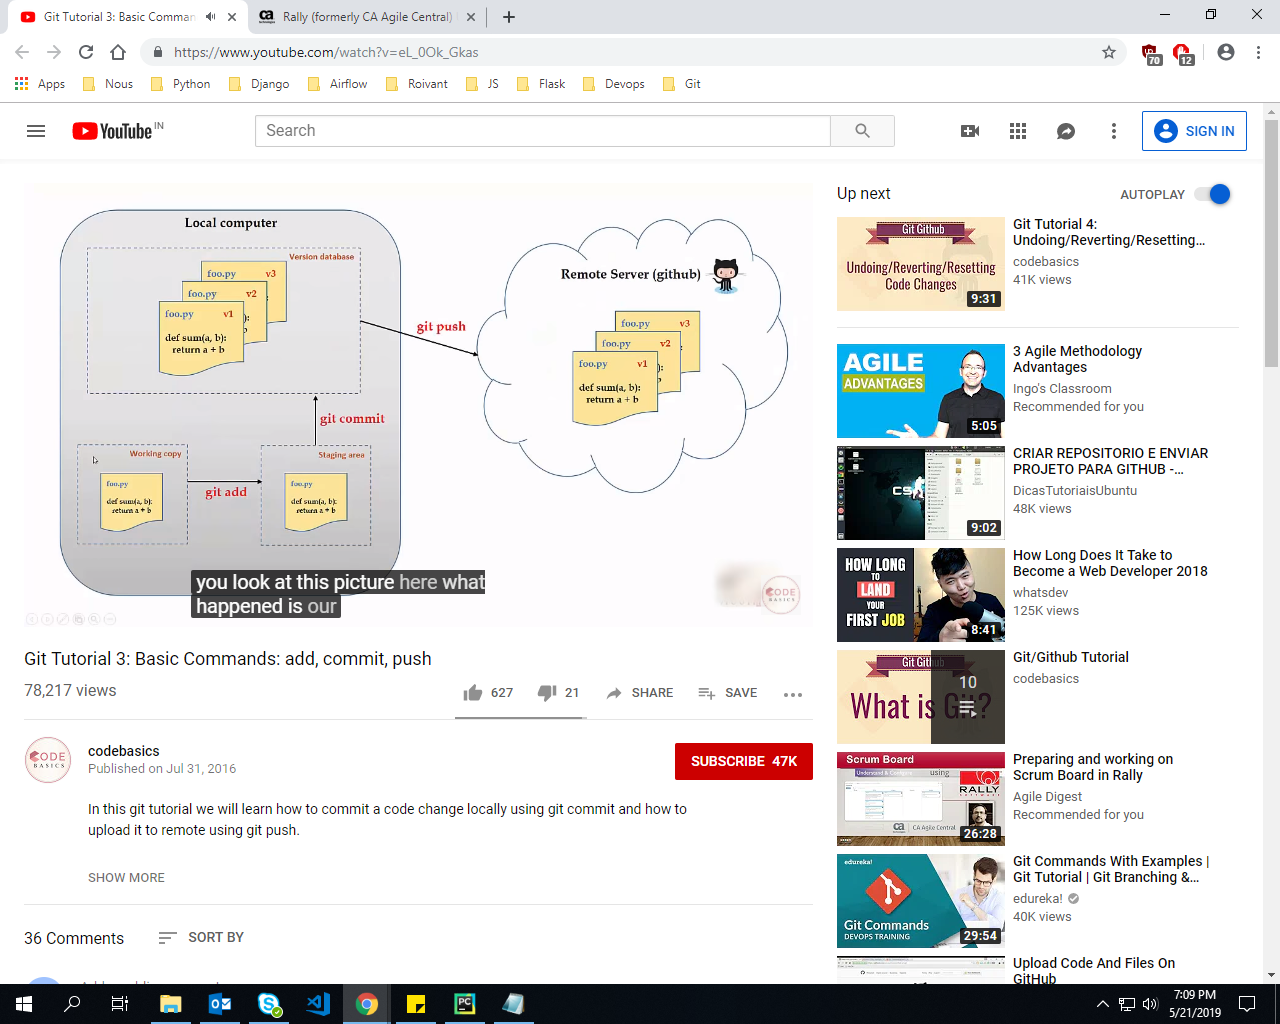 Git Tutorial 3: Basic Comman
Rally (formerly CA Agile Central)
https://www.youtube.com/watch?v=eL_0Ok_Gkas
70
12
Apps
Nous
Python
Django
Airflow
Roivant
JS
Flask
Devops
Git
YouTube IN
Search
SIGN IN
Local computer
Version database
foo.py v3
foo.py v2
foo.py v1
def sum(a, b):
return a + b
git push
Remote Server (github)
foo.py v3
foo.py v2
foo.py v1
def sum(a, b):
return a + b
git commit
Working copy
foo.py
def sum(a, b):
return a + b
git add
Staging area
foo.py
def sum(a, b):
return a + b
you look at this picture here what
happened is our
CODE
BASICS
Git Tutorial 3: Basic Commands: add, commit, push
78,217 views
627
21
SHARE
SAVE
CODE
BASICS
codebasics
Published on Jul 31, 2016
SUBSCRIBE 47K
In this git tutorial we will learn how to commit a code change locally using git commit and how to
upload it to remote using git push.
SHOW MORE
36 Comments
SORT BY
Up next
AUTOPLAY
Git Github
Undoing/Reverting/Resetting
Code Changes
9:31
Git Tutorial 4:
Undoing/Reverting/Resetting...
codebasics
41K views
AGILE
ADVANTAGES
5:05
3 Agile Methodology
Advantages
Ingo's Classroom
Recommended for you
9:02
CRIAR REPOSITORIO E ENVIAR
PROJETO PARA GITHUB -...
DicasTutoriaisUbuntu
48K views
HOW LONG
TO
LAND
YOUR
FIRST JOB
8:41
How Long Does It Take to
Become a Web Developer 2018
whatsdev
125K views
Git Github
What is Git?
10
Git/Github Tutorial
codebasics
Scrum Board
Understand & Configure using
RALLY
CA Agile Central
26:28
Preparing and working on
Scrum Board in Rally
Agile Digest
Recommended for you
edureka!
Git Commands
DEVOPS TRAINING
29:54
Git Commands With Examples |
Git Tutorial | Git Branching &...
edureka!
40K views
Upload Code And Files On
GitHub
7:09 PM
5/21/2019